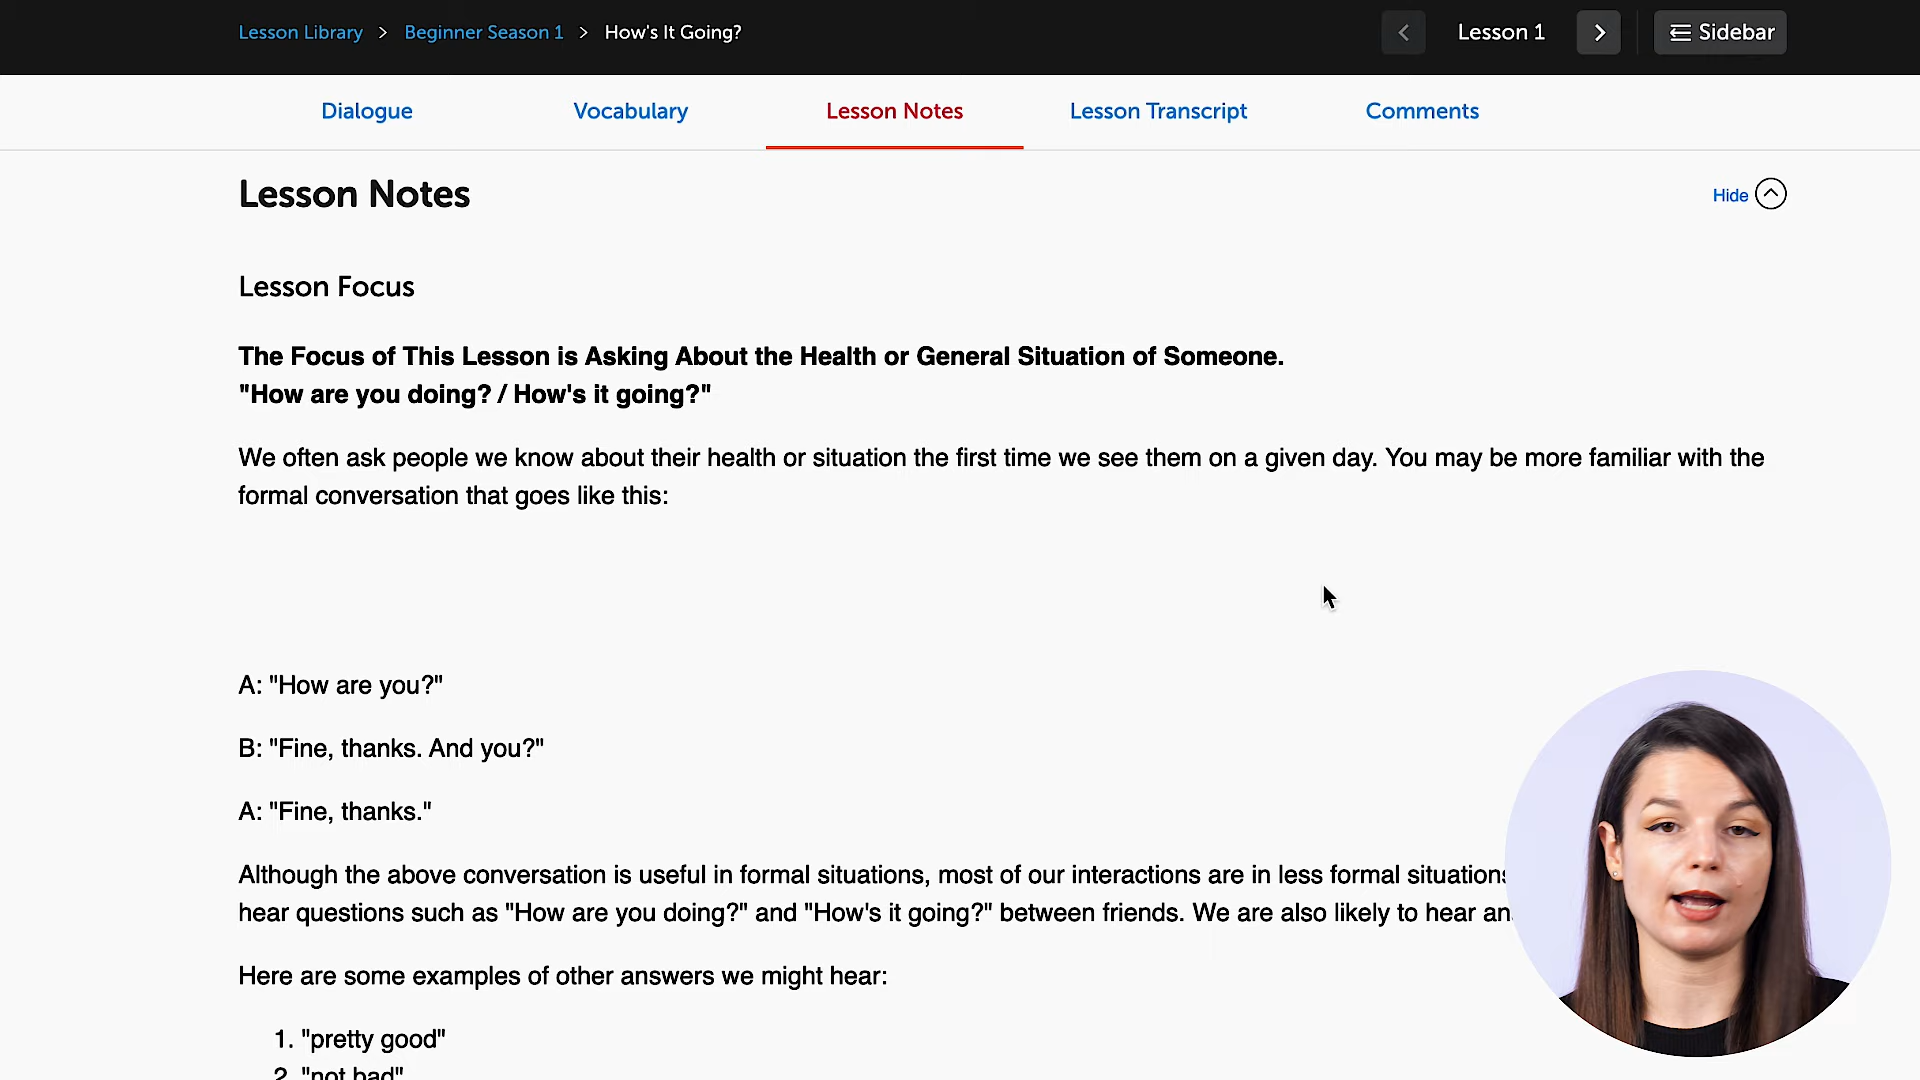 Lesson Library > Beginner Season 1 > How's It Going?
Lesson 1
Sidebar
Dialogue
Vocabulary
Lesson Notes
Lesson Transcript
Comments
Lesson Notes
Hide
Lesson Focus
The Focus of This Lesson is Asking About the Health or General Situation of Someone.
"How are you doing? / How's it going?"
We often ask people we know about their health or situation the first time we see them on a given day. You may be more familiar with the
formal conversation that goes like this:
A: "How are you?"
B: "Fine, thanks. And you?"
A: "Fine, thanks."
Although the above conversation is useful in formal situations, most of our interactions are in less formal situations
hear questions such as "How are you doing?" and "How's it going?" between friends. We are also likely to hear
Here are some examples of other answers we might hear:
1. "pretty good"
2. "not bad"